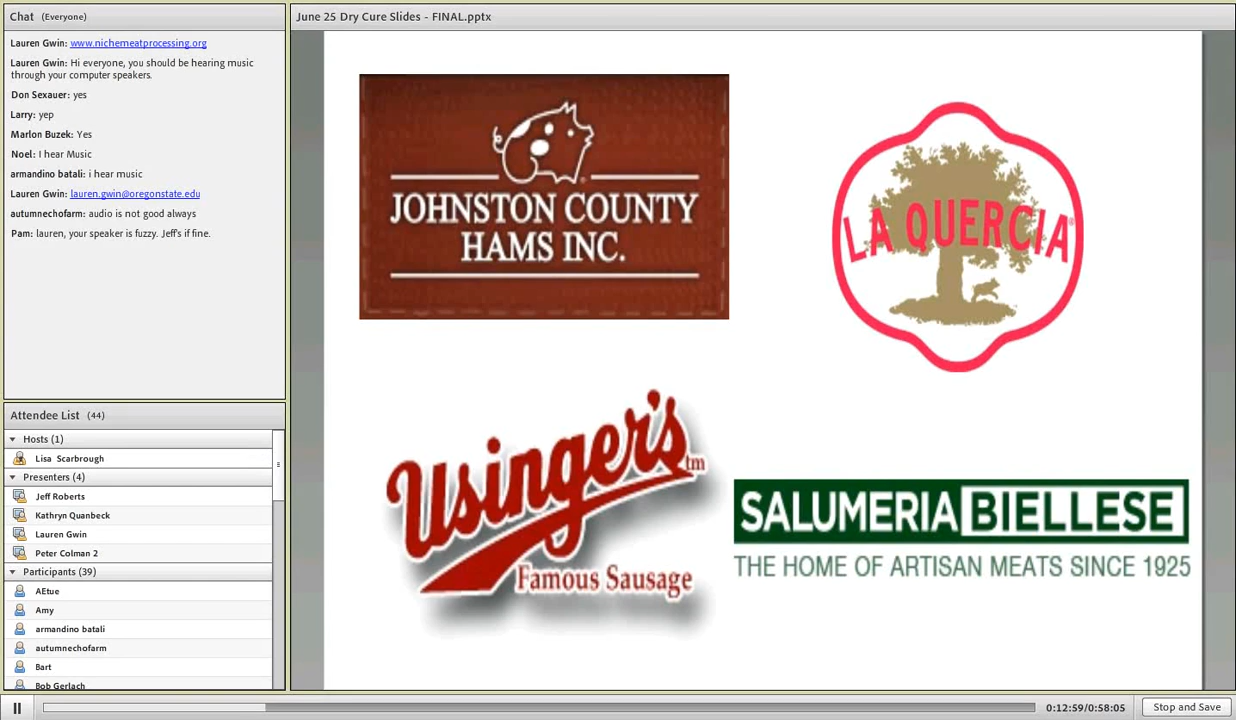 Chat (Everyone)
Lauren Gwin: www.nichemeatprocessing.org
Lauren Gwin: Hi everyone, you should be hearing music
through your computer speakers.
Don Sexauer: yes
Larry: yep
Marlon Buzek: Yes
Noel: I hear Music
armandino batali: i hear music
Lauren Gwin: lauren.gwin@oregonstate.edu
autumnechofarm: audio is not good always
Pam: lauren, your speaker is fuzzy. Jeff's if fine.
Attendee List (44)
Hosts (1)
Lisa Scarbrough
Presenters (4)
Jeff Roberts
Kathryn Quanbeck
Lauren Gwin
Peter Colman 2
Participants (39)
AEtue
Amy
armandino batali
autumnechofarm
Bart
Bob Gerlach
June 25 Dry Cure Slides - FINAL.pptx
JOHNSTON COUNTY
HAMS INC.
LA QUERCIA®
Usinger's tm
Famous Sausage
SALUMERIA BIELLESE
THE HOME OF ARTISAN MEATS SINCE 1925
0:12:59/0:58:05
Stop and Save